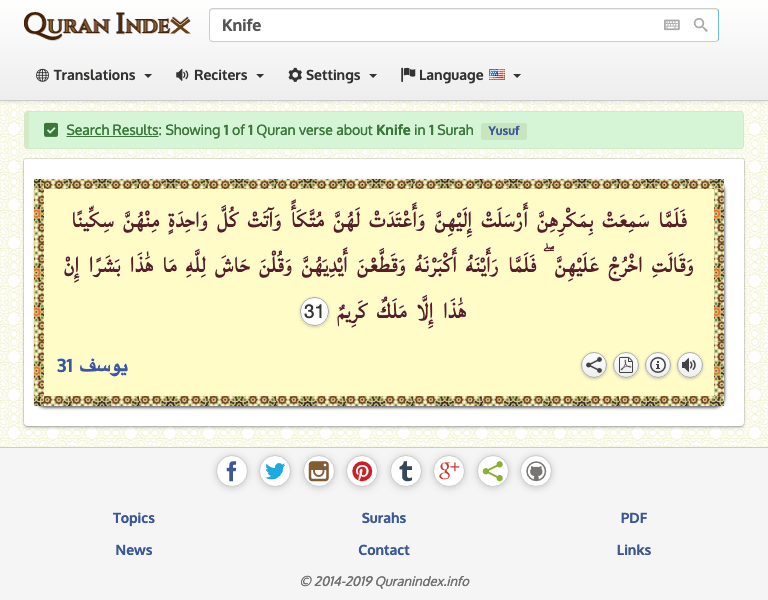 QURAN INDEX
Knife
Translations
Reciters
Settings
Language
Search Results: Showing 1 of 1 Quran verse about Knife in 1 Surah Yusuf
فَلَمَّا سَمِعَتْ بِمَكْرِهِنَّ أَرْسَلَتْ إِلَيْهِنَّ وَأَعْتَدَتْ لَهُنَّ مُتَّكَأً وَآتَتْ كُلَّ وَاحِدَةٍ مِنْهُنَّ سِكِّينًا
وَقَالَتِ اخْرُجْ عَلَيْهِنَّ ۖ فَلَمَّا رَأَيْنَهُ أَكْبَرْنَهُ وَقَطَّعْنَ أَيْدِيَهُنَّ وَقُلْنَ حَاشَ لِلَّهِ مَا هَٰذَا بَشَرًا إِنْ
هَٰذَا إِلَّا مَلَكٌ كَرِيمٌ 31
يوسف 31
Topics
Surahs
PDF
News
Contact
Links
© 2014-2019 Quranindex.info